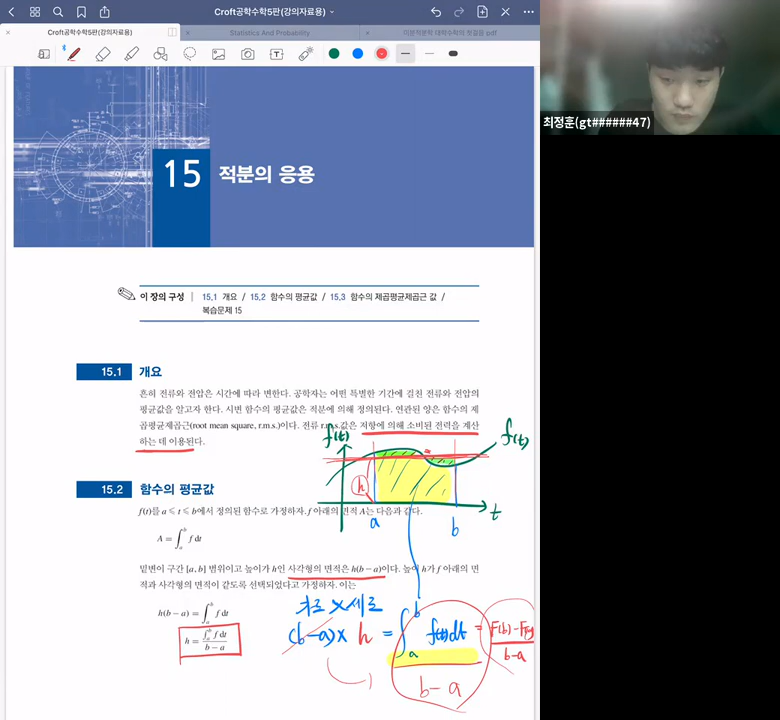 Croft공학수학5판(강의자료용)
Croft공학수학5판(강의자료용)
Statistics And Probability
최정훈(gt######47)
15 적분의 응용
이 장의 구성 | 15.1 개요 / 15.2 함수의 평균값 / 15.3 함수의 제곱평균제곱근 값 /
복습문제 15
15.1 개요
흔히 전류와 전압은 시간에 따라 변한다. 공학자는 어떤 특별한 기간에 걸친 전류와 전압의
평균값을 알고자 한다. 시변 함수의 평균값은 적분에 의해 정의된다. 연관된 양은 함수의 제
곱평균제곱근(root mean square, r.m.s.)이다. 전류 r.m.s.값은 저항에 의해 소비된 전력을 계산
하는 데 이용된다.
f(t)
f(t)
h
a
b
t
15.2 함수의 평균값
f(t)를 a ⩽ t ⩽ b에서 정의된 함수로 가정하자. f 아래의 면적 A는 다음과 같다.
A = ∫ₐᵇ f dt
밑변이 구간 [a, b] 범위이고 높이가 h인 사각형의 면적은 h(b − a)이다. 높이 h가 f 아래의 면
적과 사각형의 면적이 같도록 선택되었다고 가정하자. 이는
h(b − a) = ∫ₐᵇ f dt
h = ∫ₐᵇ f dt / b − a
가로 × 세로
(b−a) × h = ∫ₐᵇ f(t)dt = F(b) − F(a)
b−a
b−a